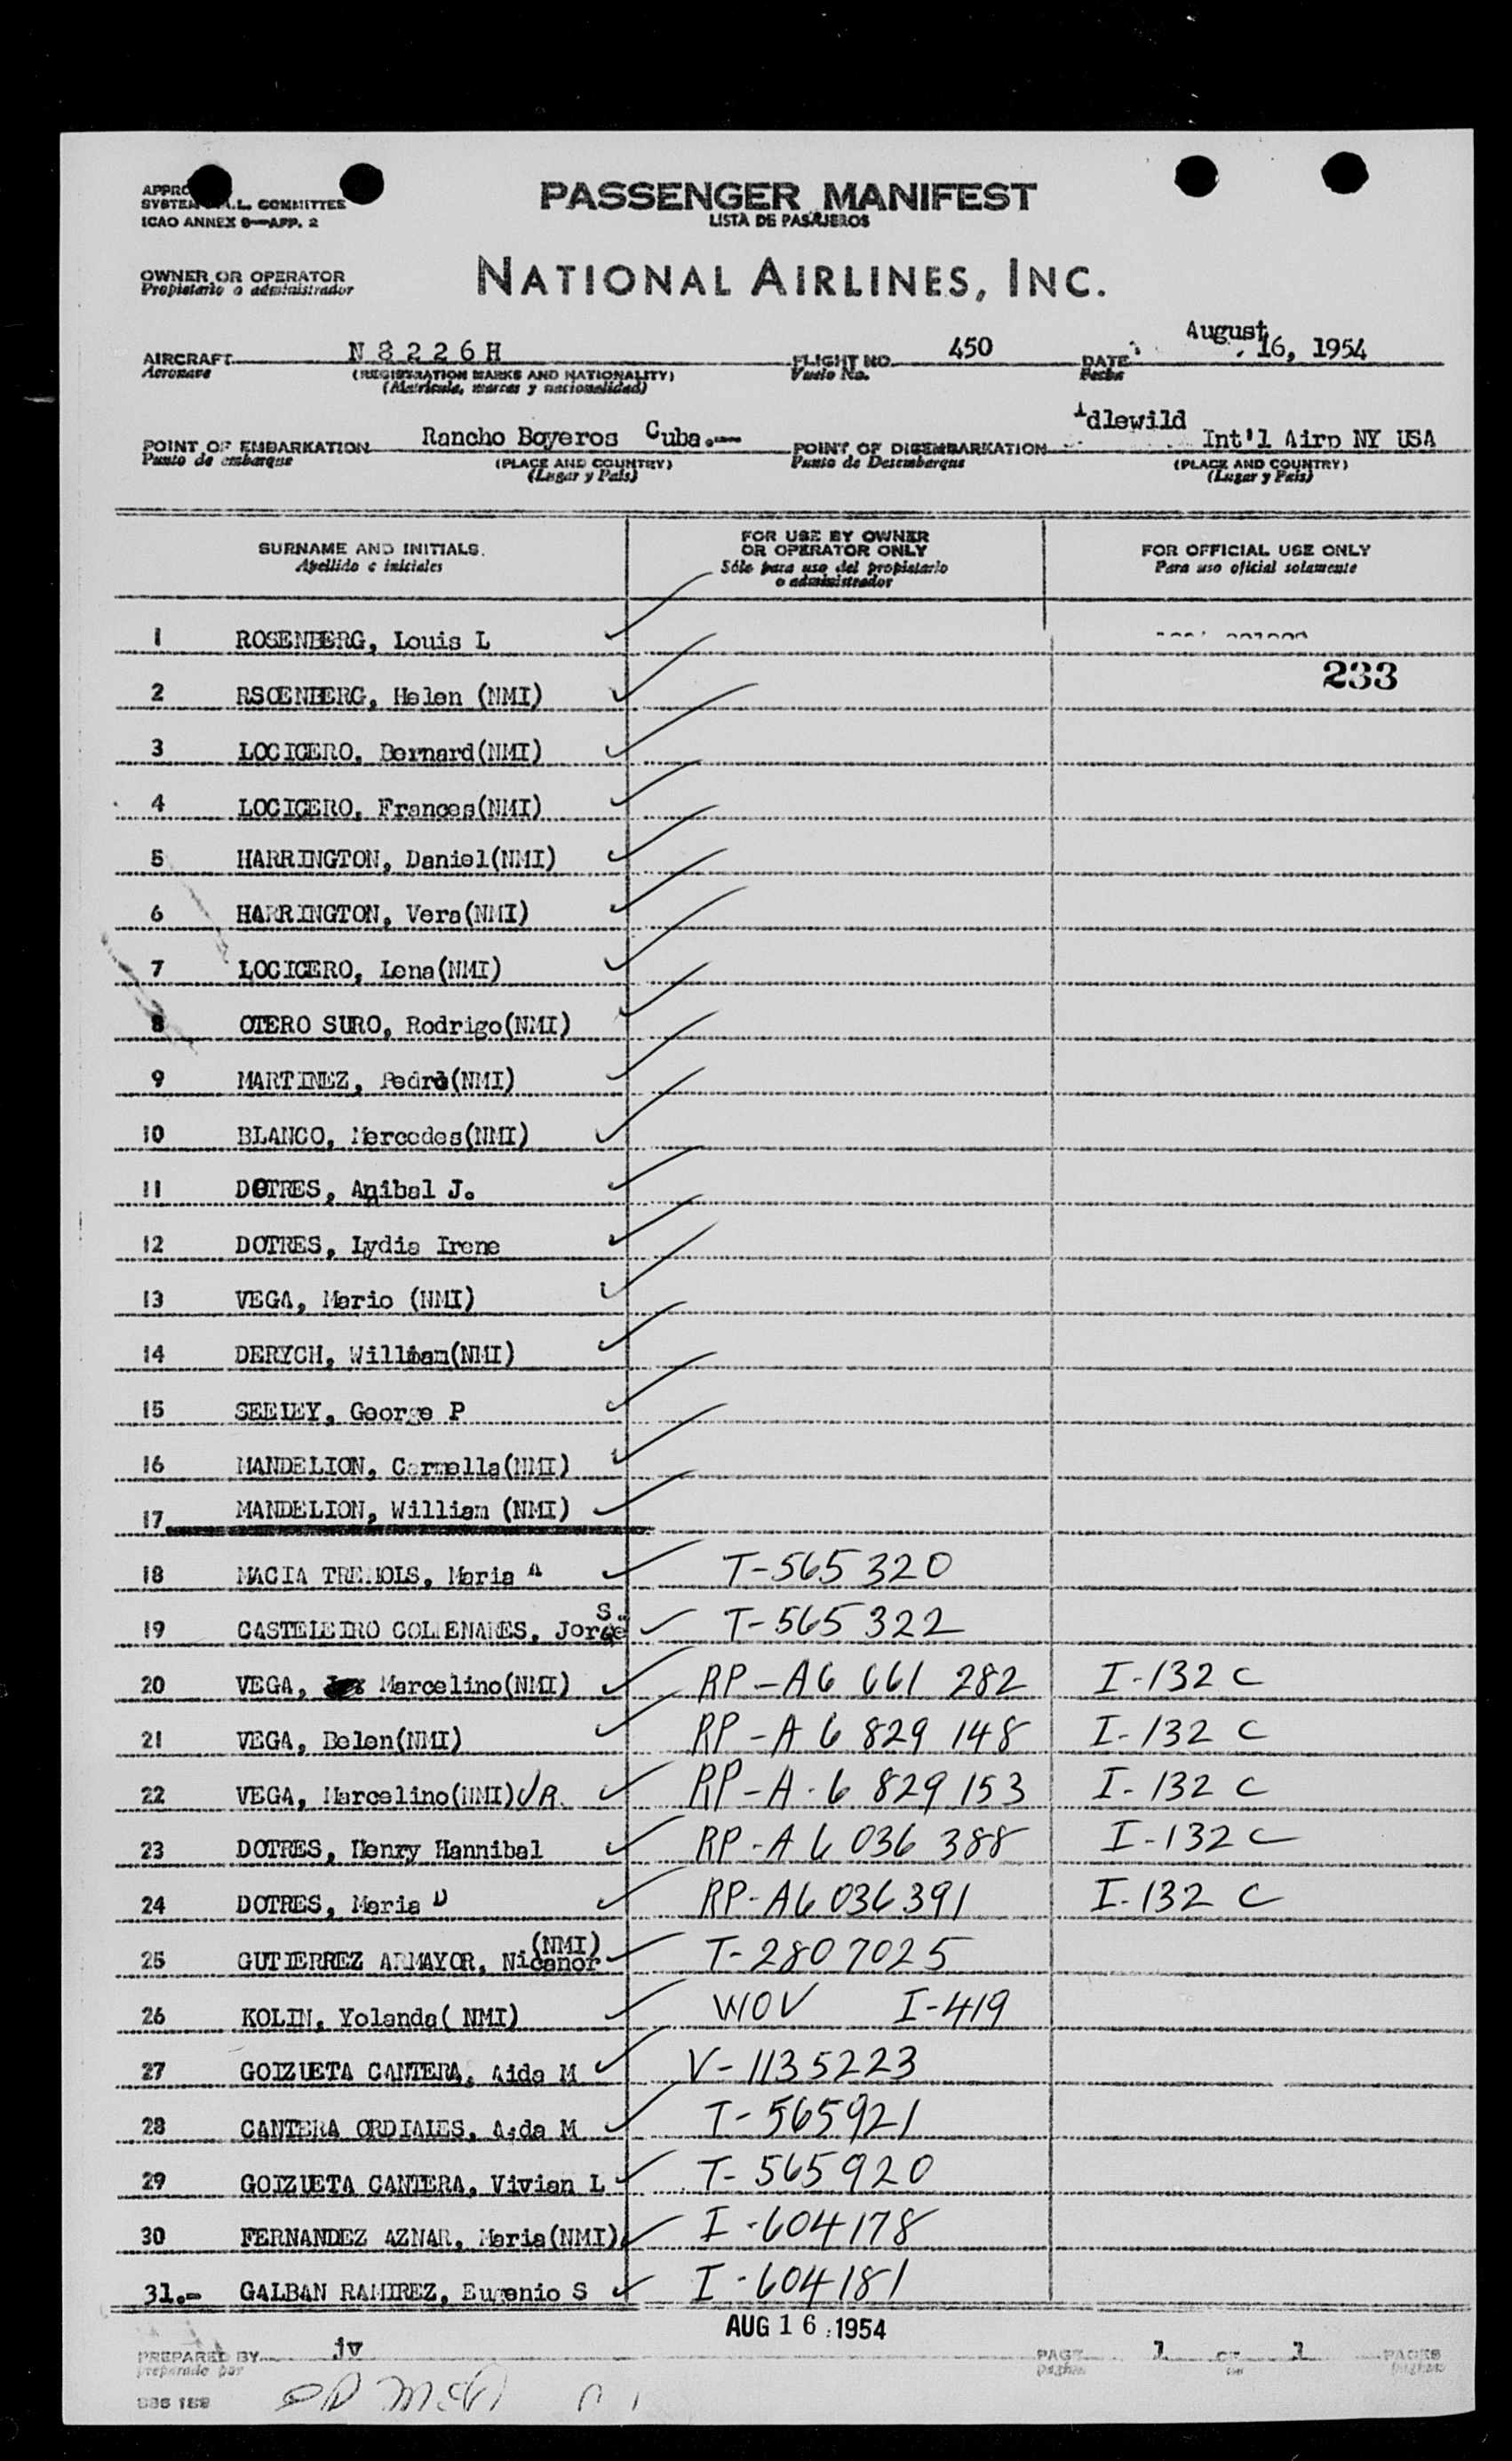 PASSENGER MANIFEST
LISTA DE PASAJEROS
SYSTEM A.L. COMMITTEE
ICAO ANNEX 9—APP. 2
OWNER OR OPERATOR
Propietario o administrador
NATIONAL AIRLINES, INC.
AIRCRAFT N 8 2 2 6 H FLIGHT NO. 450 DATE August 16, 1954
Aeronave (REGISTRATION MARKS AND NATIONALITY) Vuelo No. Fecha
(Matricula, marcas y nacionalidad)
POINT OF EMBARKATION Rancho Boyeros Cuba.— POINT OF DISEMBARKATION Idlewild Int'l Airp NY USA
Punto de embarque (PLACE AND COUNTRY) Punto de Desembarque (PLACE AND COUNTRY)
(Lugar y Pais) (Lugar y Pais)
SURNAME AND INITIALS. FOR USE BY OWNER OR OPERATOR ONLY FOR OFFICIAL USE ONLY
Apellido e iniciales Sólo para uso del propietario o administrador Para uso oficial solamente
1 ROSENBERG, Louis L
233
2 RSOENBERG, Helen (NMI)
3 LOCICERO, Bernard(NMI)
4 LOCICERO, Frances(NMI)
5 HARRINGTON, Daniel(NMI)
6 HARRINGTON, Vera(NMI)
7 LOCICERO, Lena(NMI)
8 OTERO SURO, Rodrigo(NMI)
9 MARTINEZ, Pedro(NMI)
10 BLANCO, Mercedes(NMI)
11 DOTRES, Anibal J.
12 DOTRES, Lydia Irene
13 VEGA, Mario (NMI)
14 DERYCH, William(NMI)
15 SEELEY, George P
16 MANDELION, Carmella(NMI)
17 MANDELION, William (NMI)
18 MACIA TREMOLS, Maria A T-565 320
19 CASTELEIRO COLMENARES, Jorge S. T-565 322
20 VEGA, Marcelino(NMI) RP-A6 661 282 I-132 C
21 VEGA, Belen(NMI) RP-A 6 829 148 I-132 C
22 VEGA, Marcelino(NMI)JR. RP-A-6 829 153 I-132 C
23 DOTRES, Henry Hannibal RP-A 6 036 388 I-132 C
24 DOTRES, Maria D RP-A6 036 391 I-132 C
25 GUTIERREZ ARMAYOR, Nicanor (NMI) T-2807025
26 KOLIN, Yolanda( NMI) WOV I-419
27 GOIZUETA CANTERA, Aida M V-1135223
28 CANTERA ORDIALES, Aida M T-565921
29 GOIZUETA CANTERA, Vivian L T-565920
30 FERNANDEZ AZNAR, Maria(NMI) I-604178
31.- GALBAN RAMIREZ, Eugenio S I-604181
AUG 16 1954
PREPARED BY jv PAGE 1 OF 1 PAGES
preparado por